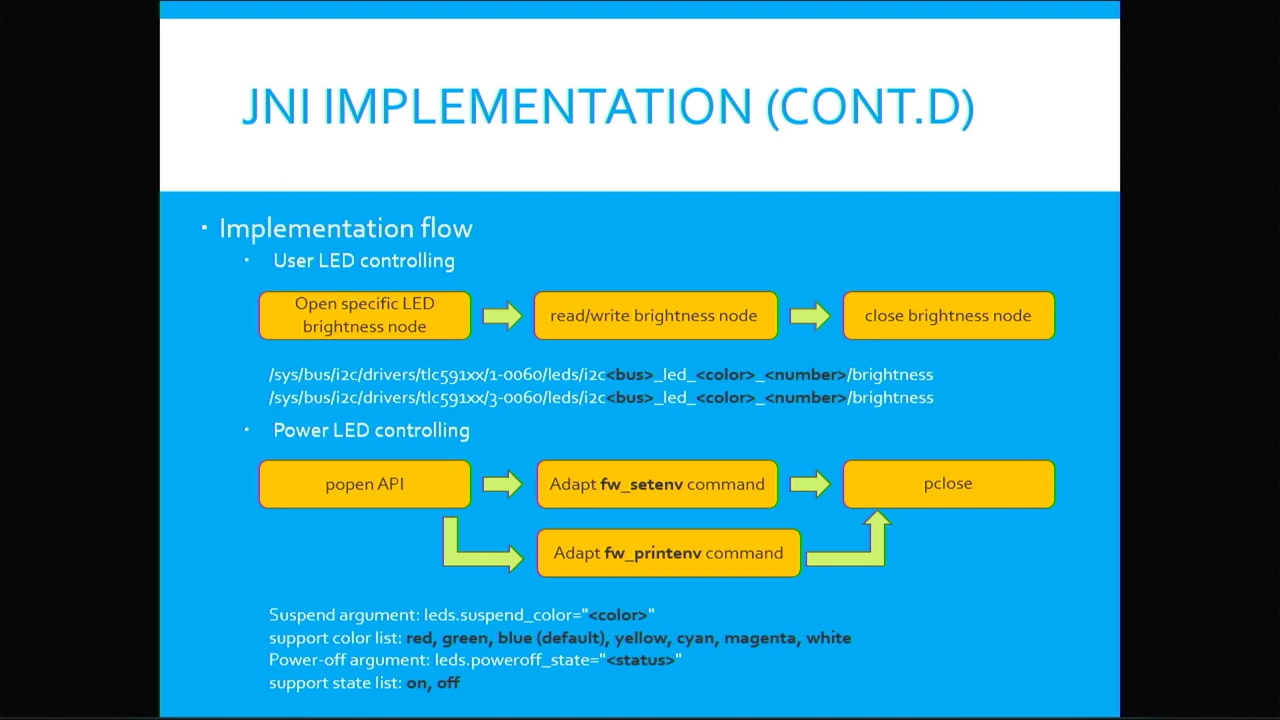 JNI IMPLEMENTATION (CONT.D)
▪ Implementation flow
▪ User LED controlling
Open specific LED
brightness node
read/write brightness node
close brightness node
/sys/bus/i2c/drivers/tlc591xx/1-0060/leds/i2c<bus>_led_<color>_<number>/brightness
/sys/bus/i2c/drivers/tlc591xx/3-0060/leds/i2c<bus>_led_<color>_<number>/brightness
▪ Power LED controlling
popen API
Adapt fw_setenv command
pclose
Adapt fw_printenv command
Suspend argument: leds.suspend_color="<color>"
support color list: red, green, blue (default), yellow, cyan, magenta, white
Power-off argument: leds.poweroff_state="<status>"
support state list: on, off